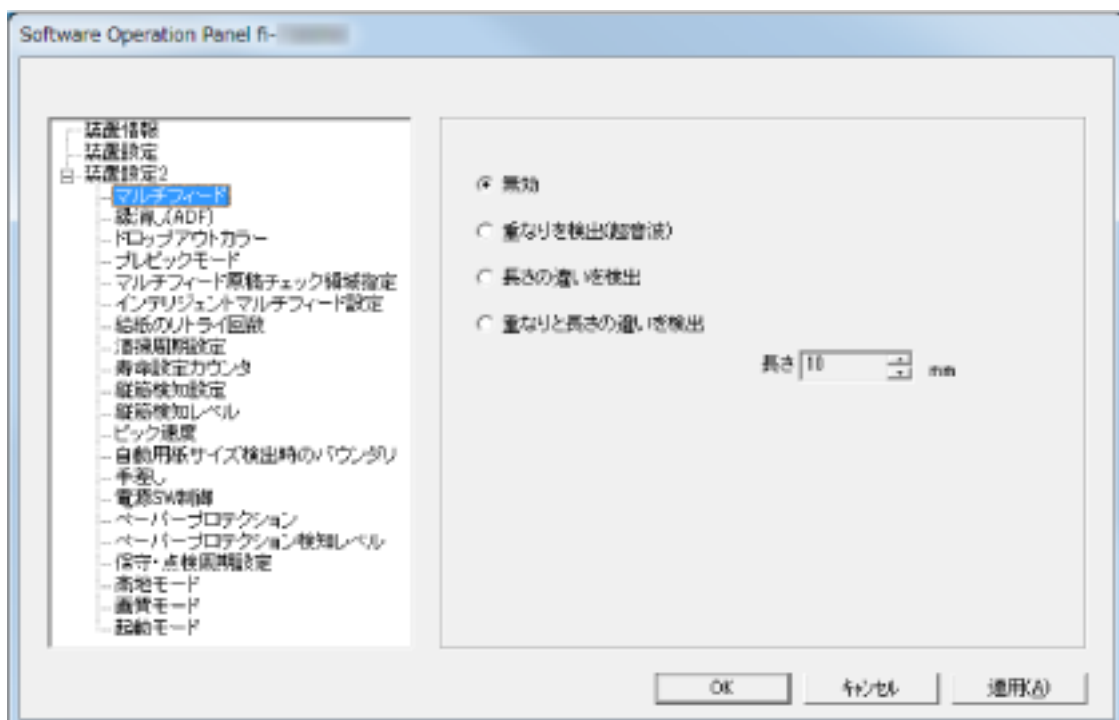 Software Operation Panel fi-
装置情報
装置設定
装置設定2
マルチフィード
縁消し(ADF)
ドロップアウトカラー
プレピックモード
マルチフィード原稿チェック領域指定
インテリジェントマルチフィード設定
給紙のリトライ回数
清掃周期設定
寿命設定カウンタ
縦筋検知設定
縦筋検知レベル
ピック速度
自動用紙サイズ検出時のバウンダリ
手差し
電源SW制御
ペーパープロテクション
ペーパープロテクション検知レベル
保守・点検周期設定
高地モード
画質モード
起動モード
無効
重なりを検出(超音波)
長さの違いを検出
重なりと長さの違いを検出
長さ 10 mm
OK キャンセル 適用(A)